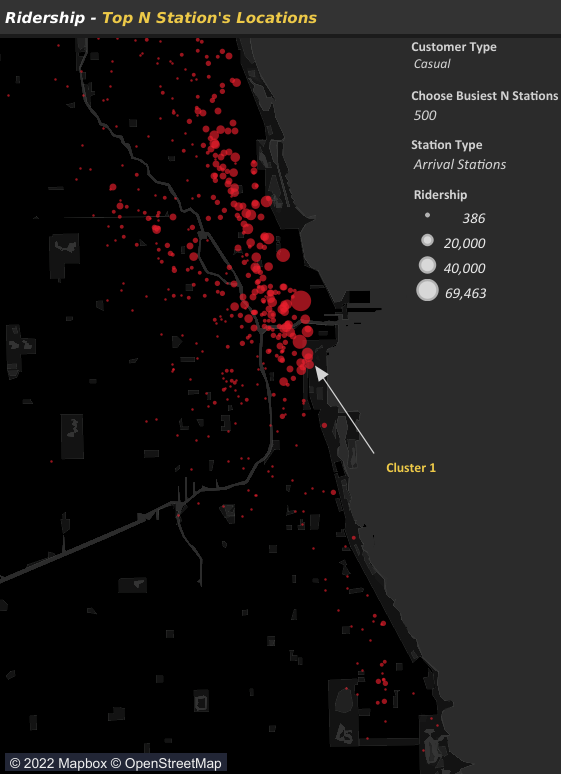 Ridership - Top N Station's Locations
Customer Type
Casual
Choose Busiest N Stations
500
Station Type
Arrival Stations
Ridership
386
20,000
40,000
69,463
Cluster 1
© 2022 Mapbox © OpenStreetMap